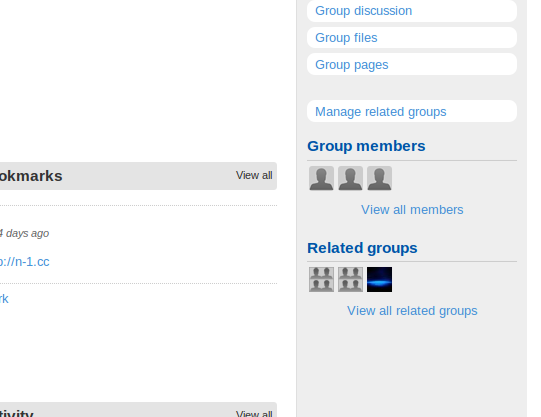 Group discussion
Group files
Group pages
Manage related groups
Group members
View all members
Related groups
View all related groups
okmarks
View all
4 days ago
o://n-1.cc
rk
tivity
View all